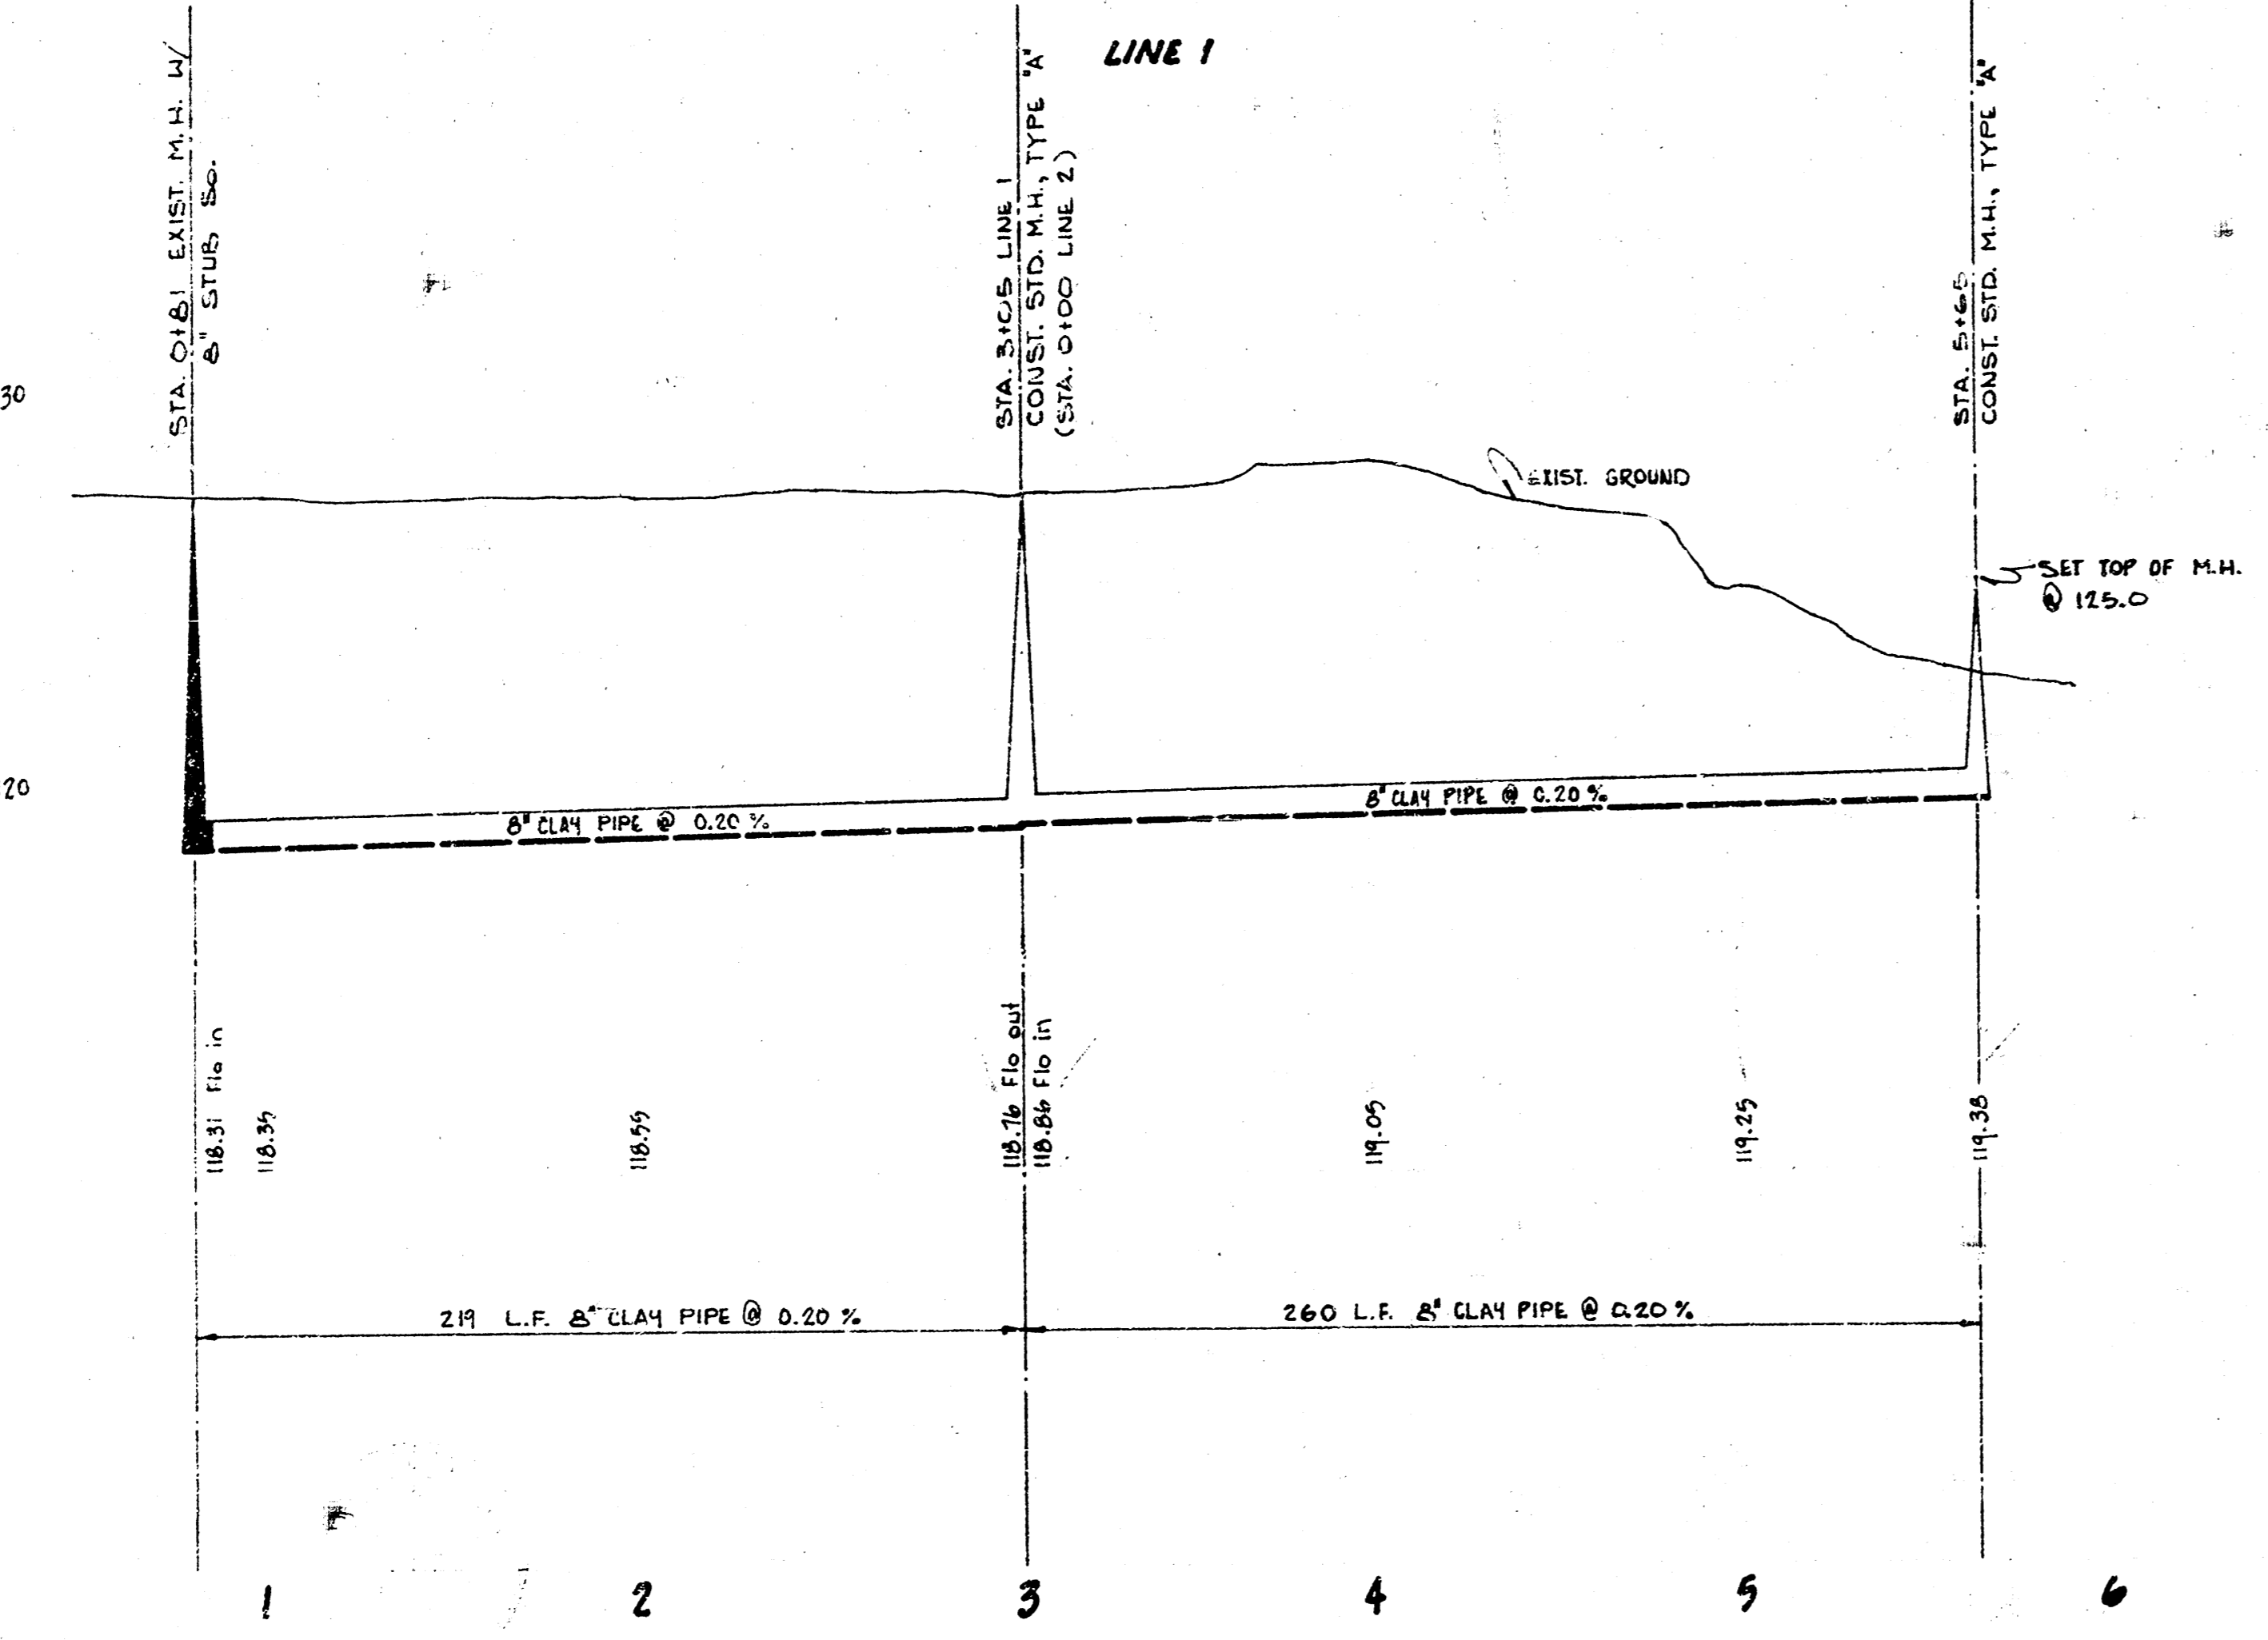 LINE 1
STA. 0+81 EXIST. M.H. W/
8" STUB SO.
STA. 3+05 LINE 1
CONST. STD. M.H., TYPE "A"
(STA. 0+00 LINE 2)
STA. 5+65
CONST. STD. M.H., TYPE "A"
30
EXIST. GROUND
SET TOP OF M.H.
@ 125.0
20
8" CLAY PIPE @ 0.20 %
8" CLAY PIPE @ 0.20 %
118.31 Flo in
118.35
118.55
118.76 Flo out
118.86 Flo in
119.05
119.25
119.38
219 L.F. 8" CLAY PIPE @ 0.20 %
260 L.F. 8" CLAY PIPE @ 0.20 %
1 2 3 4 5 6